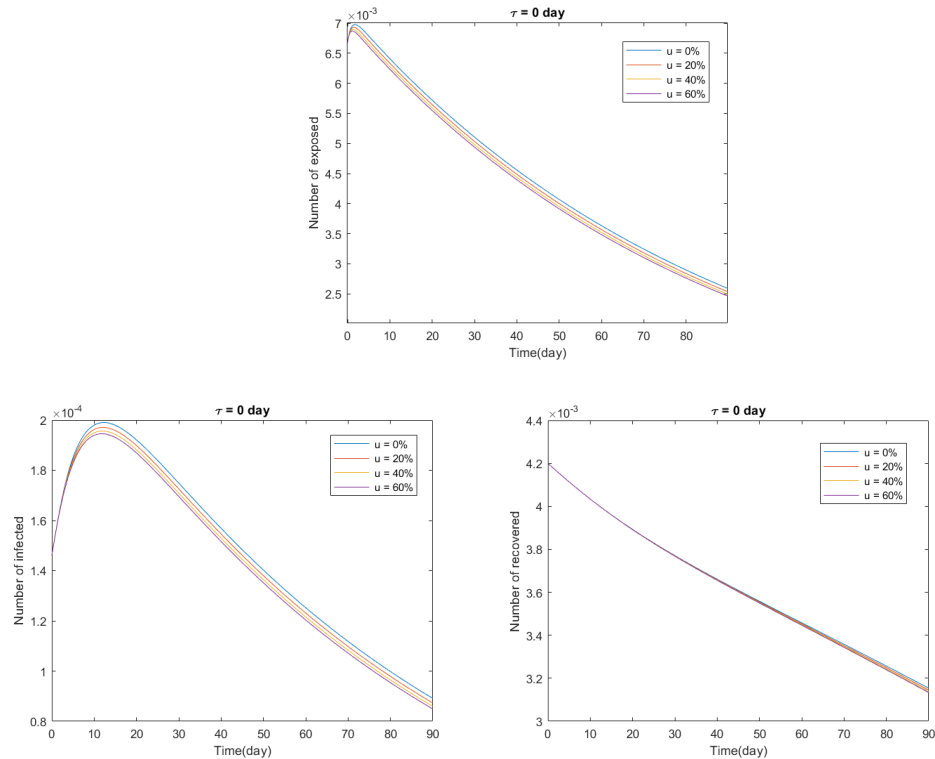 τ = 0 day
×10⁻³
7
6.5
6
5.5
5
4.5
4
3.5
3
2.5
Number of exposed
u = 0%
u = 20%
u = 40%
u = 60%
0 10 20 30 40 50 60 70 80
Time(day)
τ = 0 day
×10⁻⁴
2
1.8
1.6
1.4
1.2
1
0.8
Number of infected
u = 0%
u = 20%
u = 40%
u = 60%
0 10 20 30 40 50 60 70 80 90
Time(day)
τ = 0 day
×10⁻³
4.4
4.2
4
3.8
3.6
3.4
3.2
3
Number of recovered
u = 0%
u = 20%
u = 40%
u = 60%
0 10 20 30 40 50 60 70 80 90
Time(day)